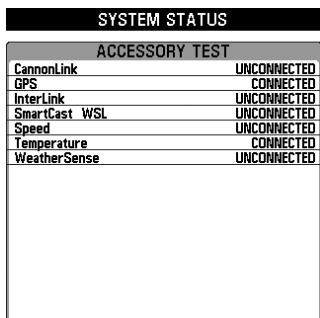 SYSTEM STATUS
ACCESSORY TEST
CannonLink UNCONNECTED
GPS CONNECTED
InterLink UNCONNECTED
SmartCast WSL UNCONNECTED
Speed UNCONNECTED
Temperature CONNECTED
WeatherSense UNCONNECTED